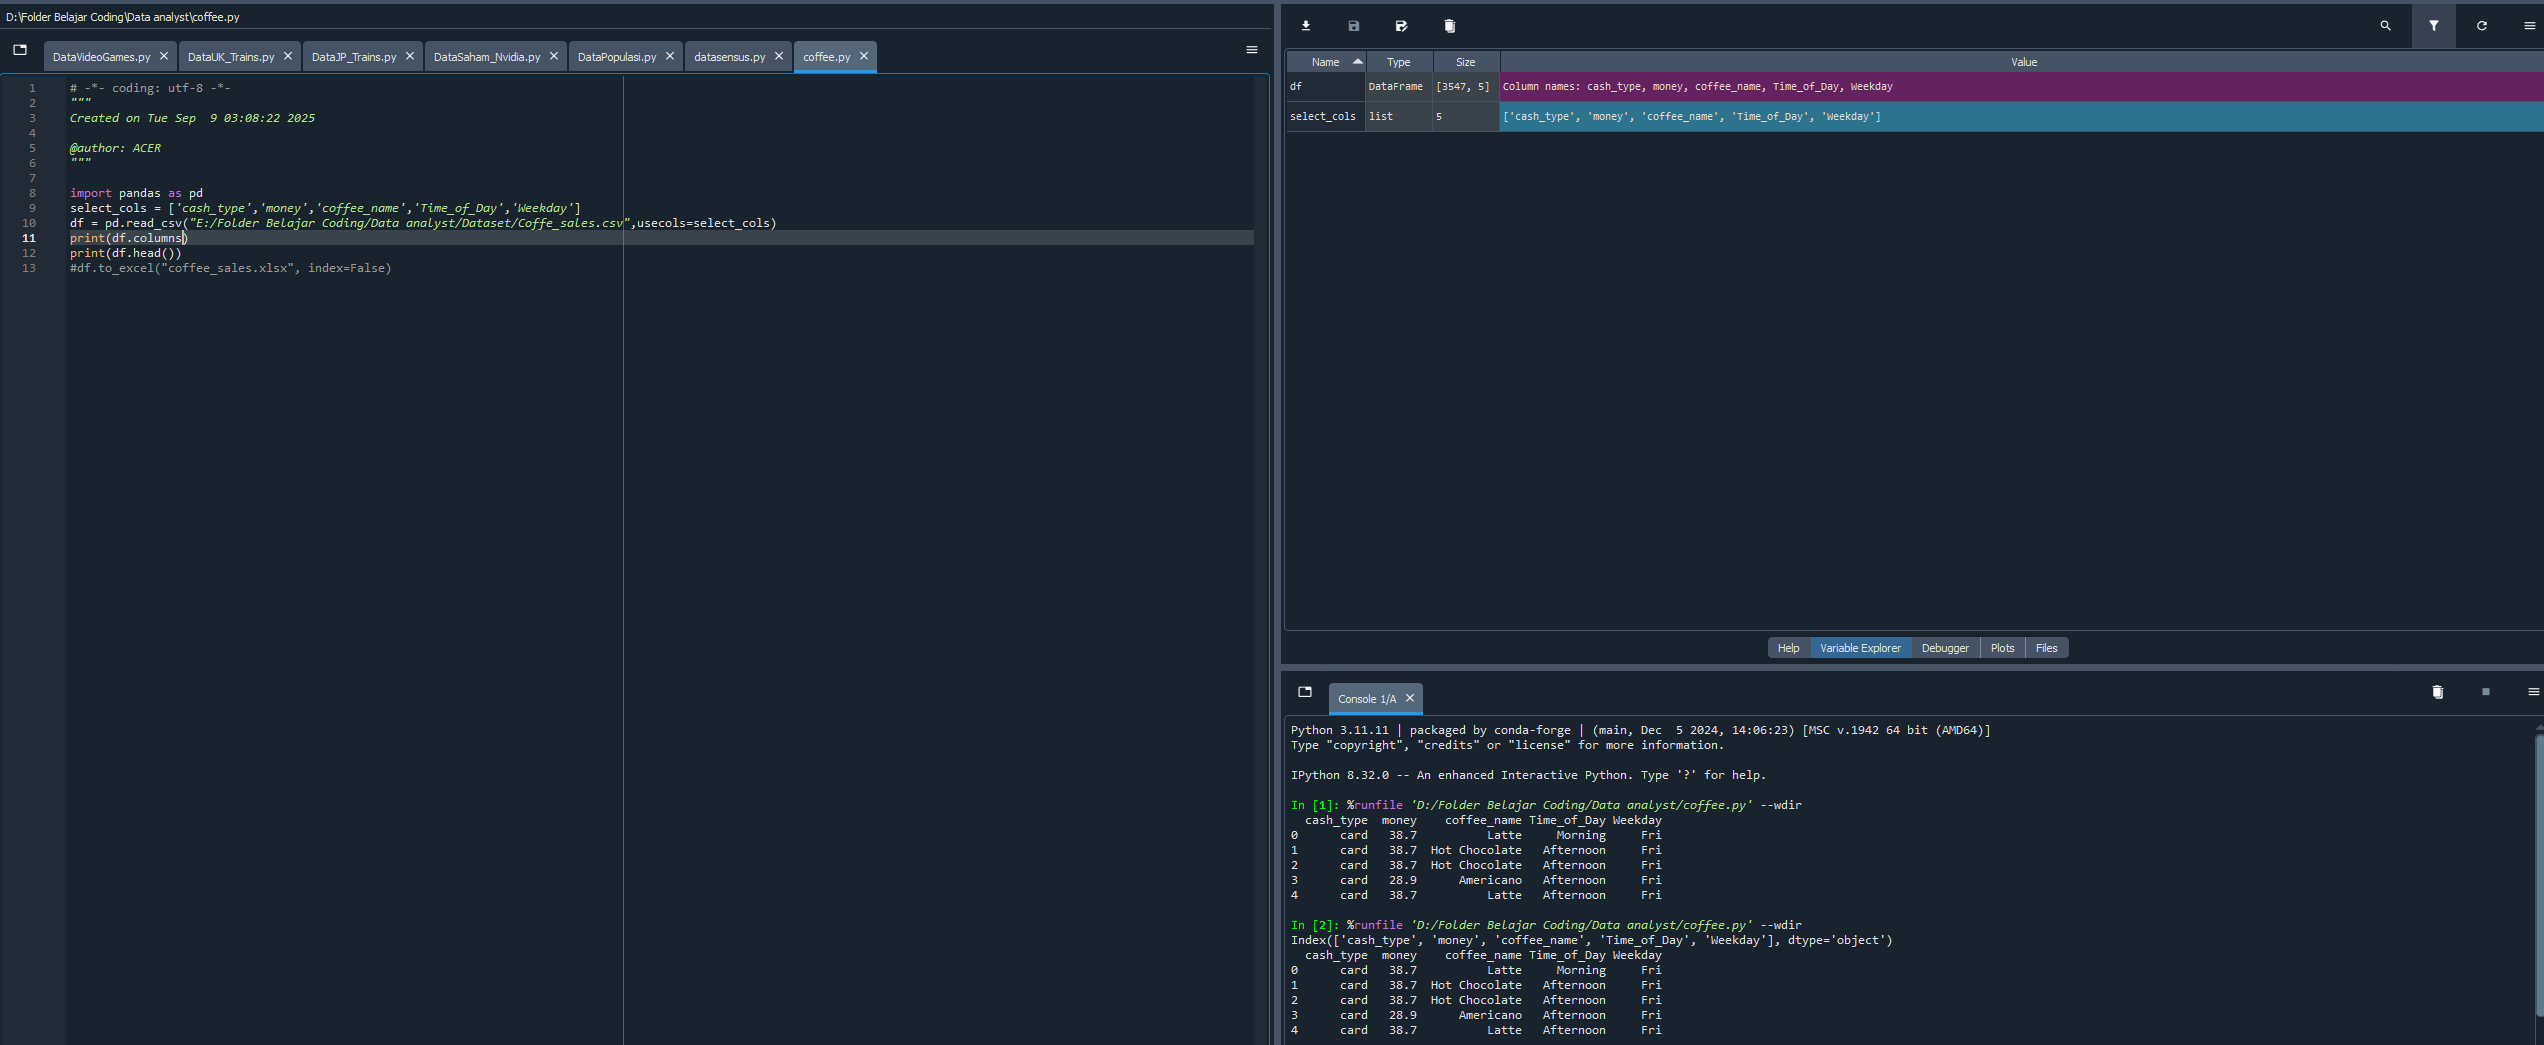 D:\Folder Belajar Coding\Data analyst\coffee.py
DataVideoGames.py
DataUK_Trains.py
DataJP_Trains.py
DataSaham_Nvidia.py
DataPopulasi.py
datasensus.py
coffee.py
1 # -*- coding: utf-8 -*-
2 """
3 Created on Tue Sep  9 03:08:22 2025
4
5 @author: ACER
6 """
7
8 import pandas as pd
9 select_cols = ['cash_type','money','coffee_name','Time_of_Day','Weekday']
10 df = pd.read_csv("E:/Folder Belajar Coding/Data analyst/Dataset/Coffe_sales.csv",usecols=select_cols)
11 print(df.columns)
12 print(df.head())
13 #df.to_excel("coffee_sales.xlsx", index=False)
Name Type Size Value
df DataFrame [3547, 5] Column names: cash_type, money, coffee_name, Time_of_Day, Weekday
select_cols list 5 ['cash_type', 'money', 'coffee_name', 'Time_of_Day', 'Weekday']
Help Variable Explorer Debugger Plots Files
Console 1/A
Python 3.11.11 | packaged by conda-forge | (main, Dec  5 2024, 14:06:23) [MSC v.1942 64 bit (AMD64)]
Type "copyright", "credits" or "license" for more information.
IPython 8.32.0 -- An enhanced Interactive Python. Type '?' for help.
In [1]: %runfile 'D:/Folder Belajar Coding/Data analyst/coffee.py' --wdir
  cash_type  money    coffee_name Time_of_Day Weekday
0      card   38.7          Latte     Morning     Fri
1      card   38.7  Hot Chocolate   Afternoon     Fri
2      card   38.7  Hot Chocolate   Afternoon     Fri
3      card   28.9      Americano   Afternoon     Fri
4      card   38.7          Latte   Afternoon     Fri
In [2]: %runfile 'D:/Folder Belajar Coding/Data analyst/coffee.py' --wdir
Index(['cash_type', 'money', 'coffee_name', 'Time_of_Day', 'Weekday'], dtype='object')
  cash_type  money    coffee_name Time_of_Day Weekday
0      card   38.7          Latte     Morning     Fri
1      card   38.7  Hot Chocolate   Afternoon     Fri
2      card   38.7  Hot Chocolate   Afternoon     Fri
3      card   28.9      Americano   Afternoon     Fri
4      card   38.7          Latte   Afternoon     Fri